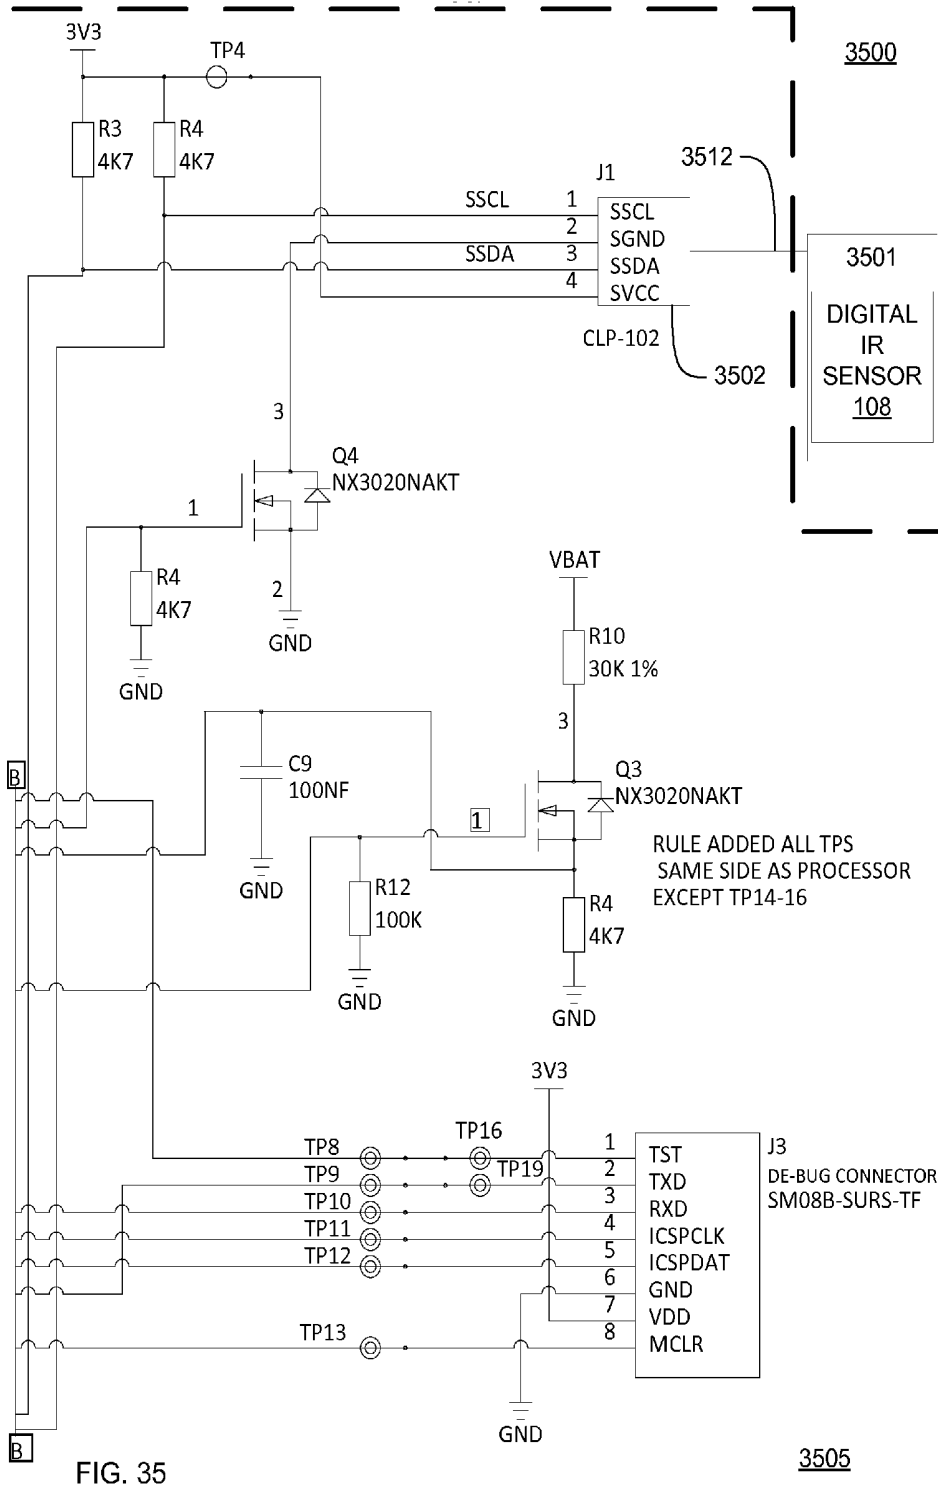 3V3
TP4
3500
R3
4K7
R4
4K7
3512
J1
SSCL
1
SSCL
2
SGND
SSDA
3
SSDA
4
SVCC
3501
CLP-102
3502
DIGITAL
IR
SENSOR
108
3
Q4
NX3020NAKT
1
R4
4K7
2
GND
GND
VBAT
R10
30K 1%
3
B
C9
100NF
Q3
NX3020NAKT
1
RULE ADDED ALL TPS
SAME SIDE AS PROCESSOR
EXCEPT TP14-16
GND
R12
100K
R4
4K7
GND
GND
3V3
TP8
TP16
1
TST
J3
TP9
TP19
2
TXD
DE-BUG CONNECTOR
SM08B-SURS-TF
TP10
3
RXD
TP11
4
ICSPCLK
TP12
5
ICSPDAT
6
GND
7
VDD
TP13
8
MCLR
GND
B
FIG. 35
3505